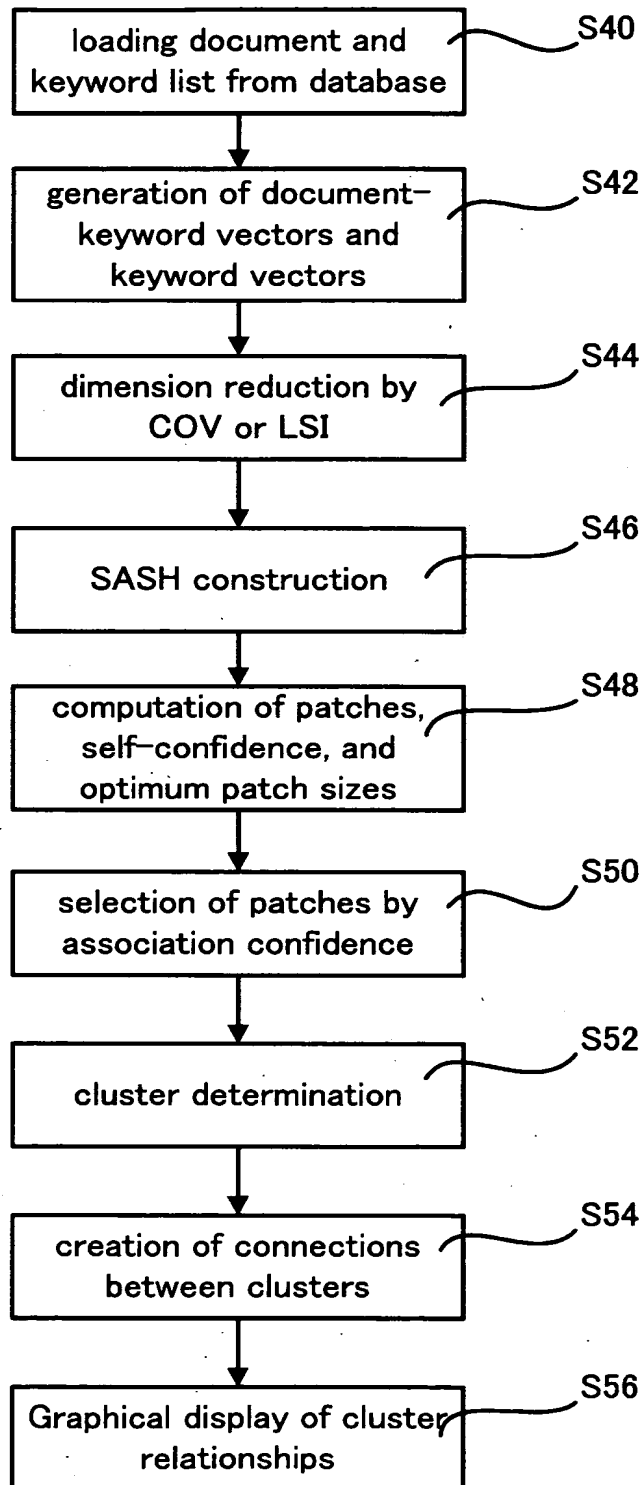 S40
loading document and
keyword list from database
S42
generation of document-
keyword vectors and
keyword vectors
S44
dimension reduction by
COV or LSI
S46
SASH construction
S48
computation of patches,
self-confidence, and
optimum patch sizes
S50
selection of patches by
association confidence
S52
cluster determination
S54
creation of connections
between clusters
S56
Graphical display of cluster
relationships